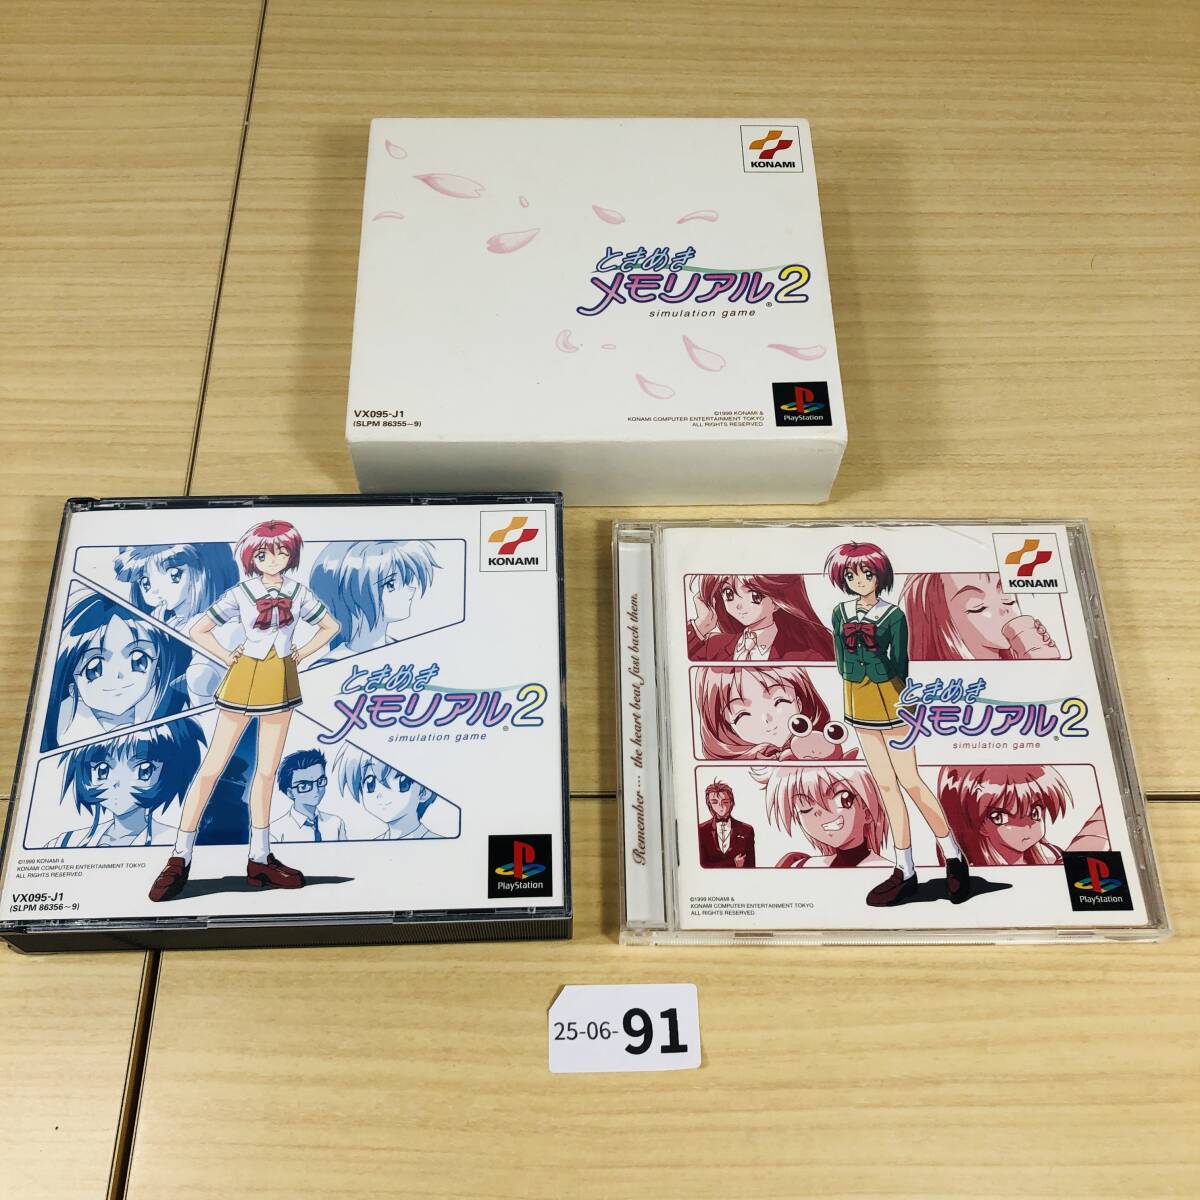 KONAMI
ときめき
メモリアル2
®
simulation game
VX095-J1
(SLPM 86355~9)
©1999 KONAMI &
KONAMI COMPUTER ENTERTAINMENT TOKYO
ALL RIGHTS RESERVED.
PlayStation
KONAMI
ときめき
メモリアル2
®
simulation game
©1999 KONAMI &
KONAMI COMPUTER ENTERTAINMENT TOKYO
ALL RIGHTS RESERVED.
VX095-J1
(SLPM 86356~9)
PlayStation
Remember … the heart beat fast back then.
KONAMI
ときめき
メモリアル2
®
simulation game
©1999 KONAMI &
KONAMI COMPUTER ENTERTAINMENT TOKYO
ALL RIGHTS RESERVED.
PlayStation
25-06-91